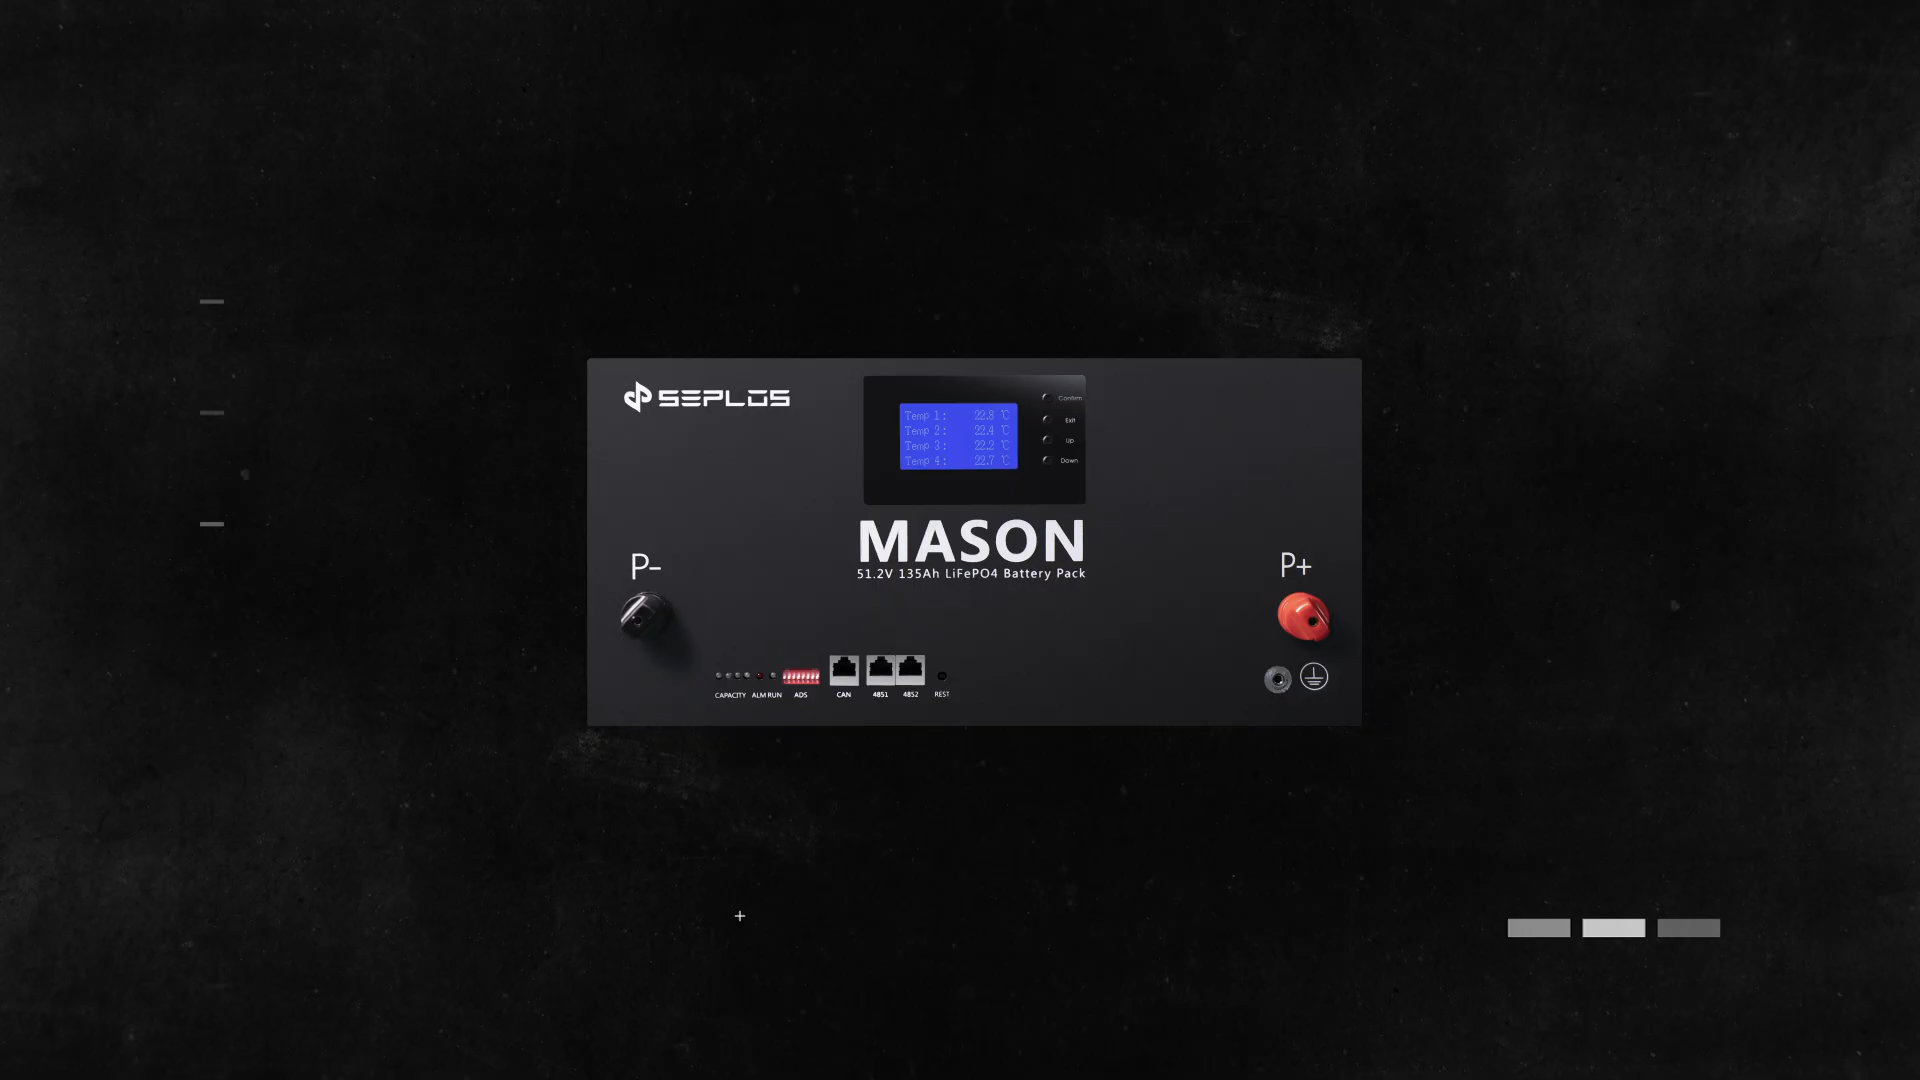 SEPLOS
Temp 1: 22.8 ℃
Temp 2: 22.4 ℃
Temp 3: 22.2 ℃
Temp 4: 22.7 ℃
Confirm
Exit
Up
Down
MASON
51.2V 135Ah LiFePO4 Battery Pack
P-
P+
CAPACITY ALM RUN ADS CAN 4851 4852 REST